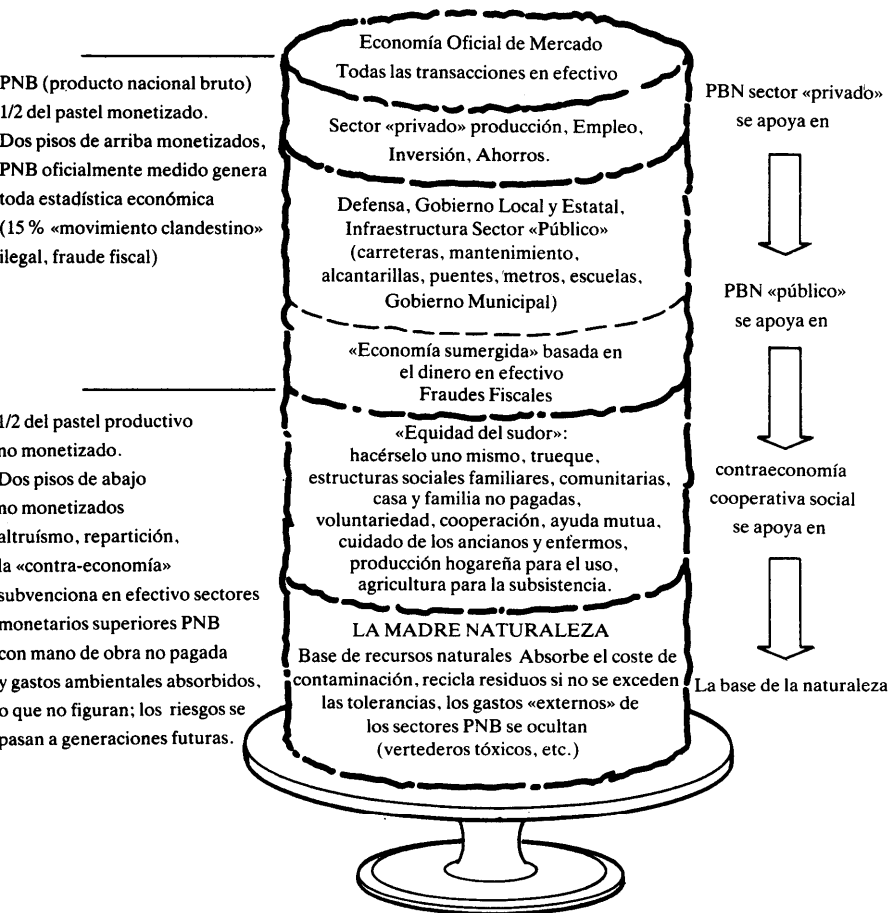 PNB (producto nacional bruto)
1/2 del pastel monetizado.
Dos pisos de arriba monetizados,
PNB oficialmente medido genera
toda estadística económica
(15 % «movimiento clandestino»
ilegal, fraude fiscal)
1/2 del pastel productivo
no monetizado.
Dos pisos de abajo
no monetizados
altruísmo, repartición,
la «contra-economía»
subvenciona en efectivo sectores
monetarios superiores PNB
con mano de obra no pagada
y gastos ambientales absorbidos,
o que no figuran; los riesgos se
pasan a generaciones futuras.
Economía Oficial de Mercado
Todas las transacciones en efectivo
Sector «privado» producción, Empleo,
Inversión, Ahorros.
Defensa, Gobierno Local y Estatal,
Infraestructura Sector «Público»
(carreteras, mantenimiento,
alcantarillas, puentes, metros, escuelas,
Gobierno Municipal)
«Economía sumergida» basada en
el dinero en efectivo
Fraudes Fiscales
«Equidad del sudor»:
hacérselo uno mismo, trueque,
estructuras sociales familiares, comunitarias,
casa y familia no pagadas,
voluntariedad, cooperación, ayuda mutua,
cuidado de los ancianos y enfermos,
producción hogareña para el uso,
agricultura para la subsistencia.
LA MADRE NATURALEZA
Base de recursos naturales Absorbe el coste de
contaminación, recicla residuos si no se exceden
las tolerancias, los gastos «externos» de
los sectores PNB se ocultan
(vertederos tóxicos, etc.)
PBN sector «privado»
se apoya en
PBN «público»
se apoya en
contraeconomía
cooperativa social
se apoya en
La base de la naturaleza